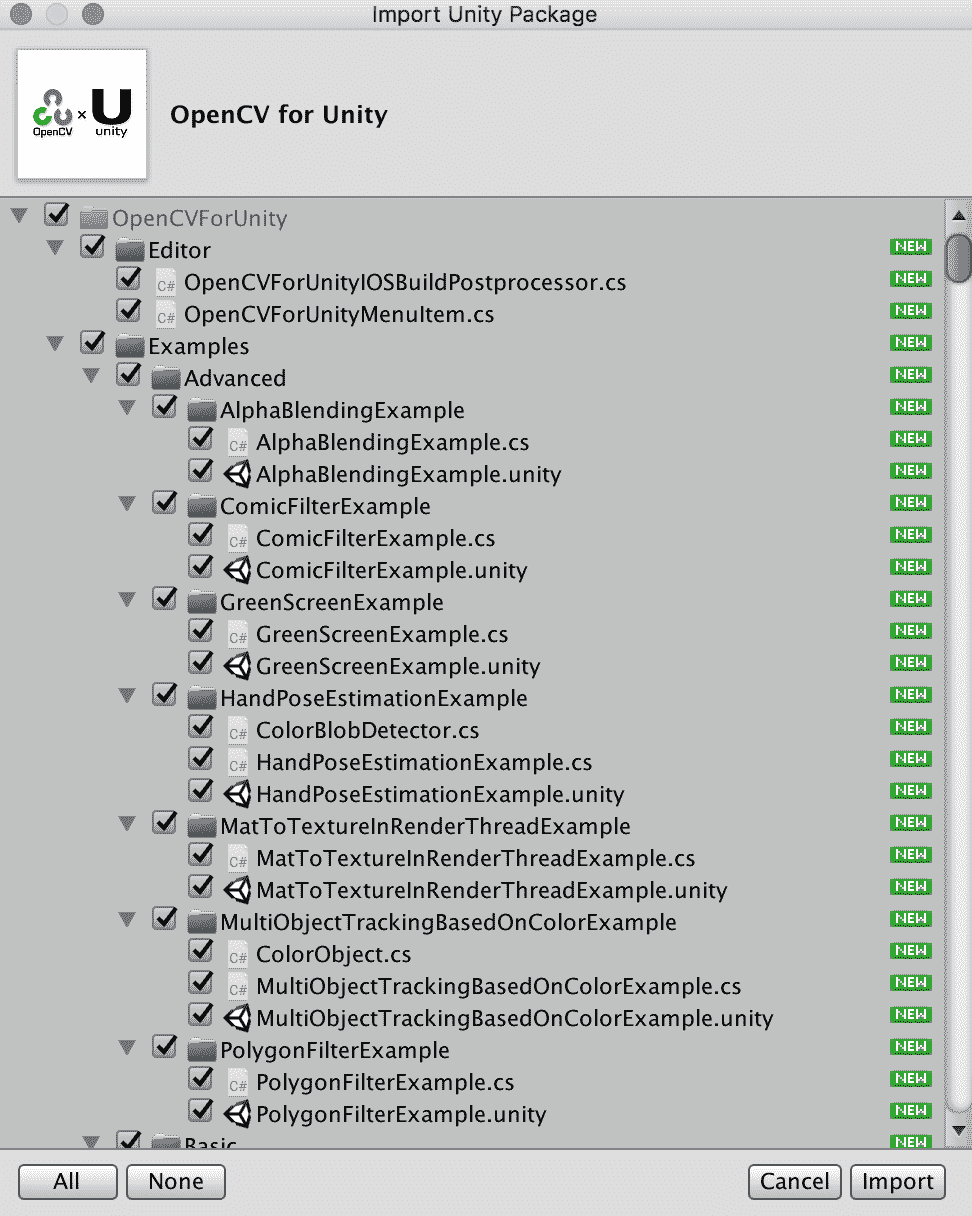 Import Unity Package
OpenCV × unity
OpenCV for Unity
OpenCVForUnity
Editor NEW
C# OpenCVForUnityIOSBuildPostprocessor.cs NEW
C# OpenCVForUnityMenuItem.cs NEW
Examples NEW
Advanced NEW
AlphaBlendingExample NEW
C# AlphaBlendingExample.cs NEW
AlphaBlendingExample.unity NEW
ComicFilterExample NEW
C# ComicFilterExample.cs NEW
ComicFilterExample.unity NEW
GreenScreenExample NEW
C# GreenScreenExample.cs NEW
GreenScreenExample.unity NEW
HandPoseEstimationExample NEW
C# ColorBlobDetector.cs NEW
C# HandPoseEstimationExample.cs NEW
HandPoseEstimationExample.unity NEW
MatToTextureInRenderThreadExample NEW
C# MatToTextureInRenderThreadExample.cs NEW
MatToTextureInRenderThreadExample.unity NEW
MultiObjectTrackingBasedOnColorExample NEW
C# ColorObject.cs NEW
C# MultiObjectTrackingBasedOnColorExample.cs NEW
MultiObjectTrackingBasedOnColorExample.unity NEW
PolygonFilterExample NEW
C# PolygonFilterExample.cs NEW
PolygonFilterExample.unity NEW
Basic NEW
All None Cancel Import